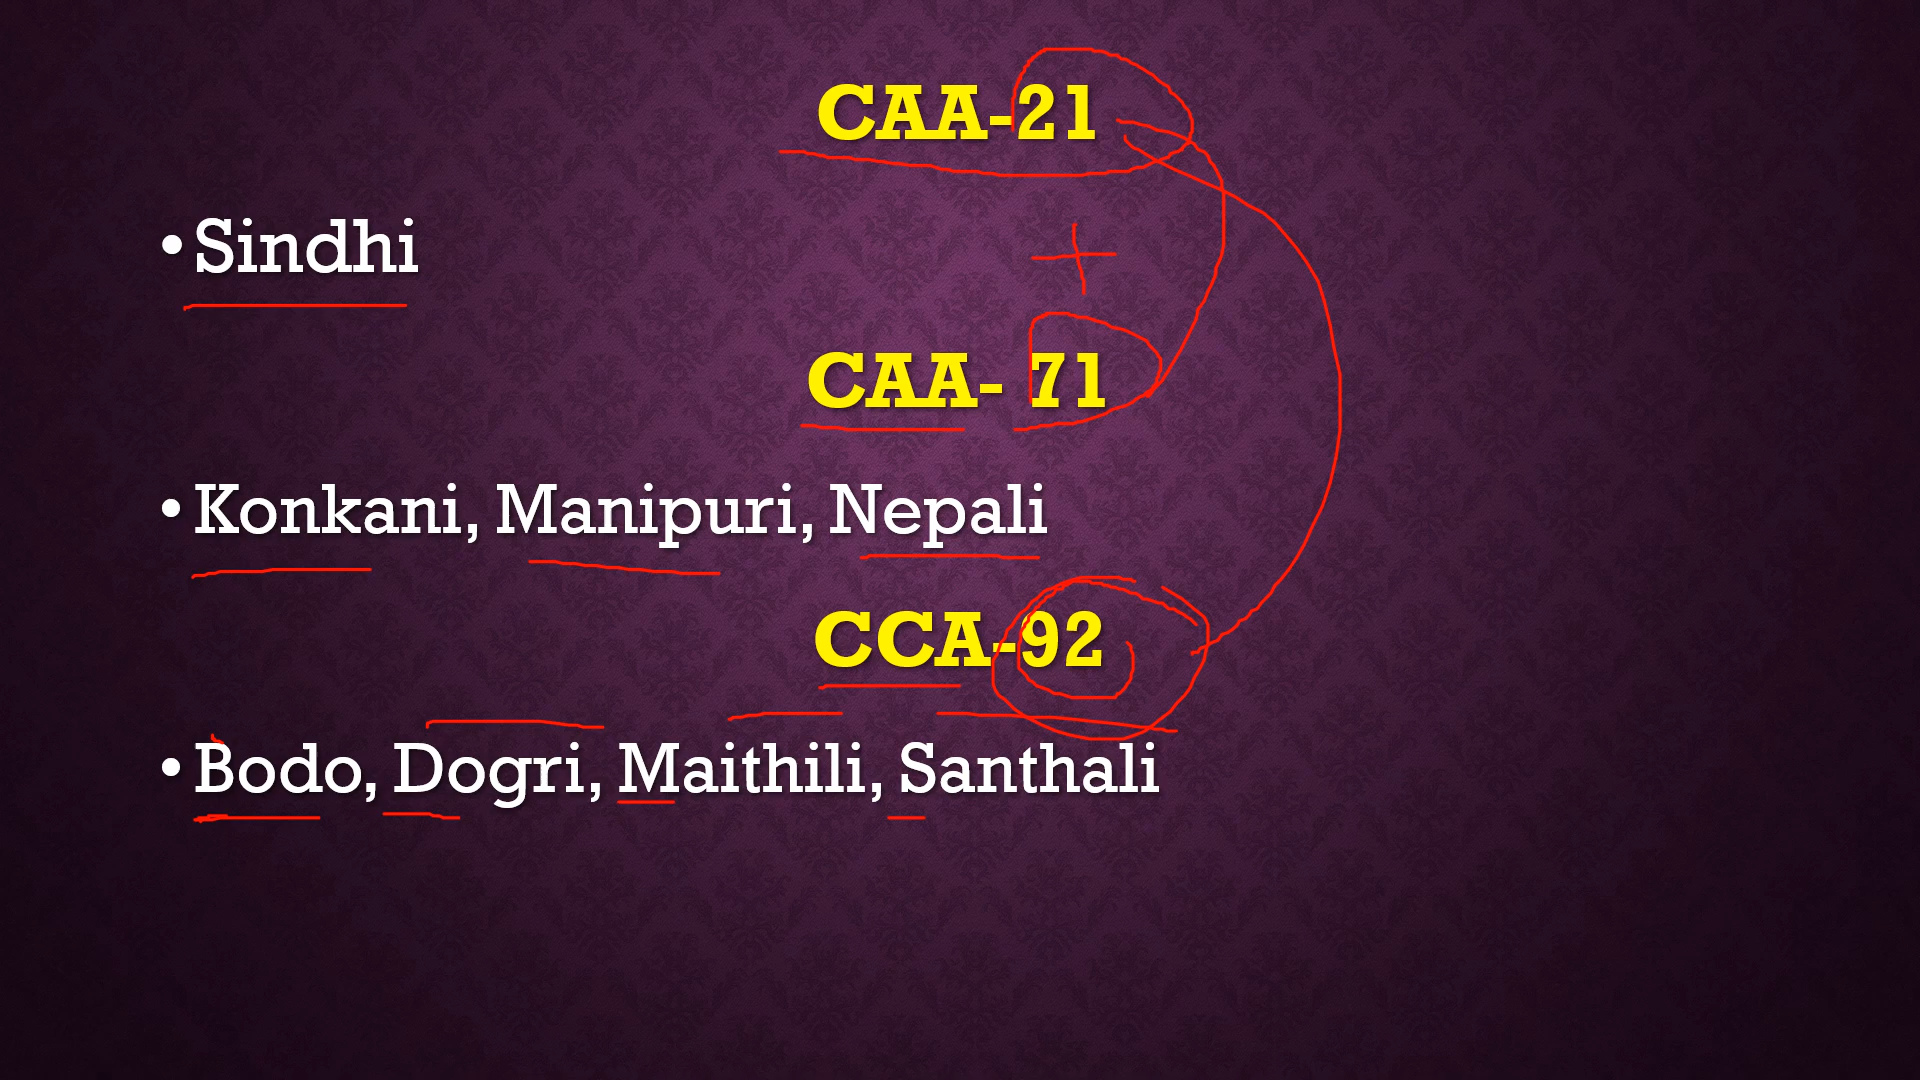 CAA-21
•Sindhi
CAA- 71
•Konkani, Manipuri, Nepali
CCA-92
•Bodo, Dogri, Maithili, Santhali